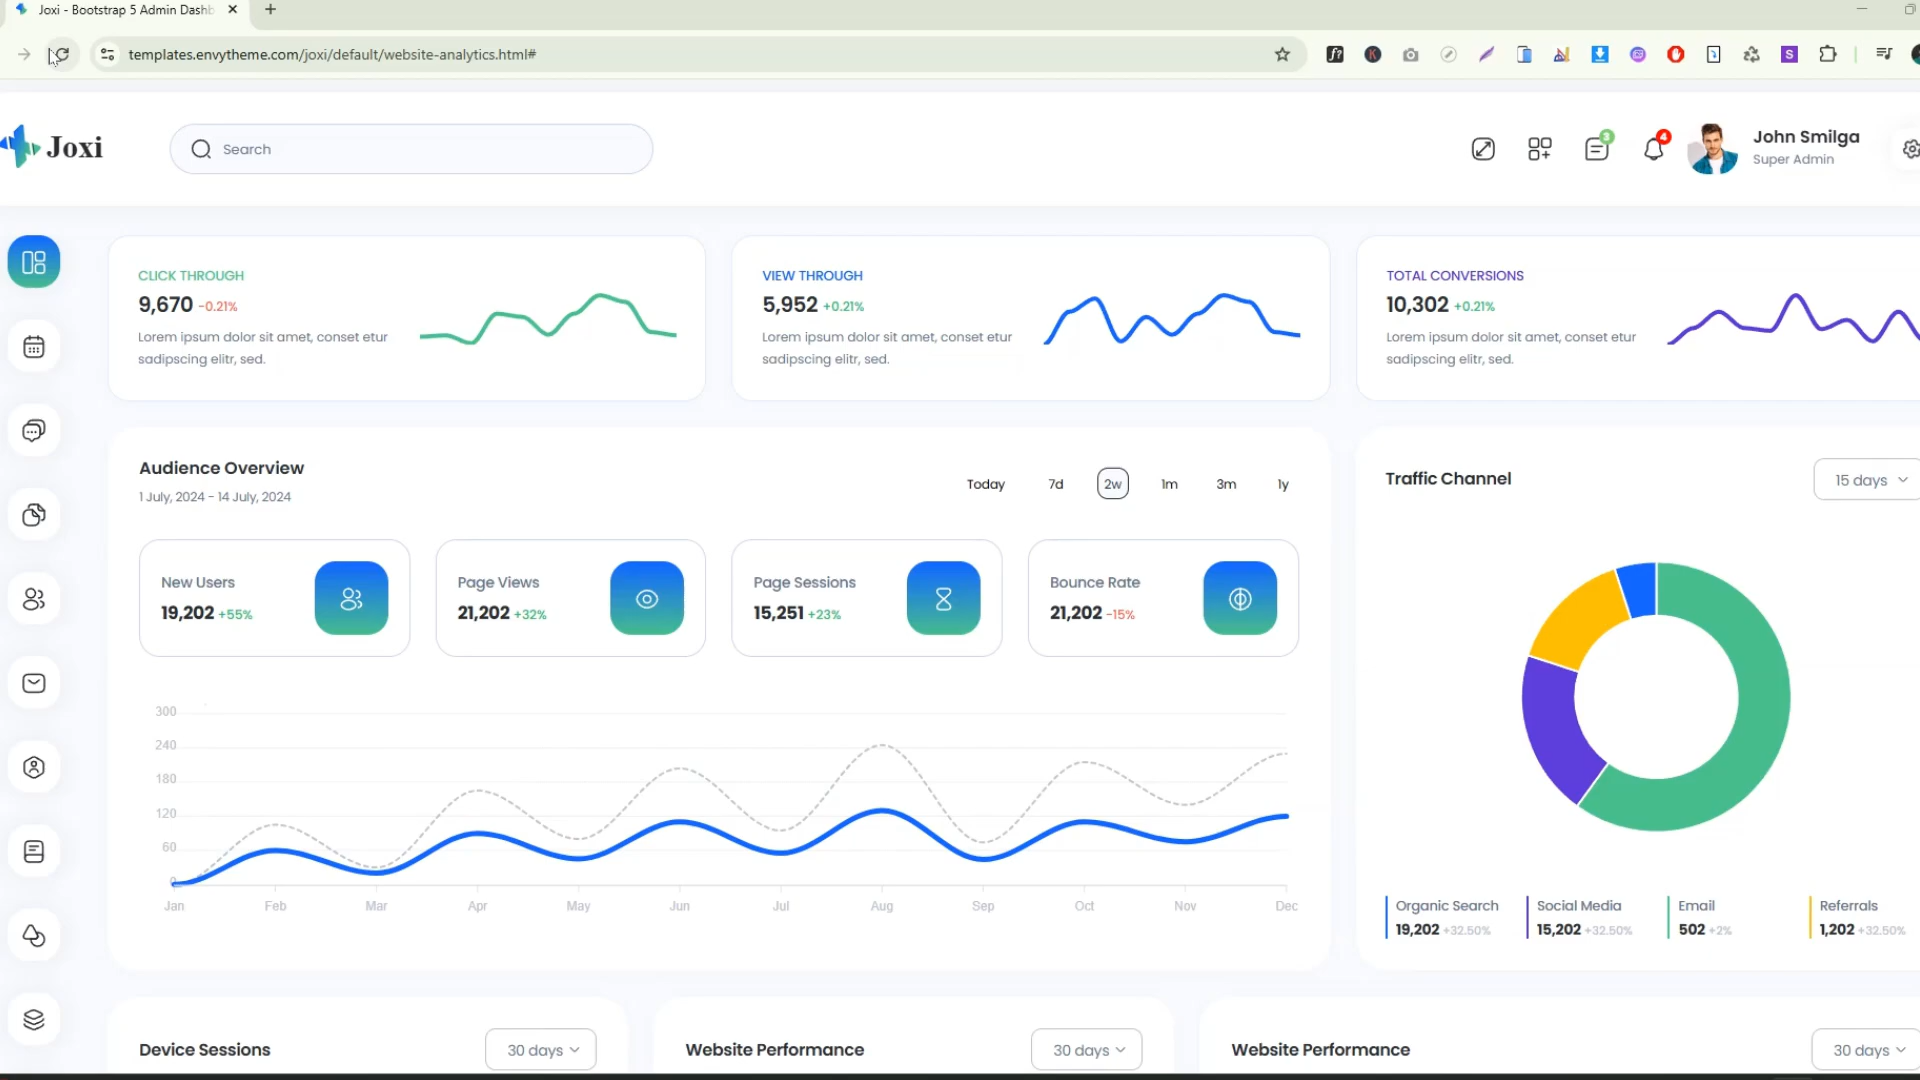 Joxi - Bootstrap 5 Admin Dashb
templates.envytheme.com/joxi/default/website-analytics.html#
Joxi
Search
3
4
John Smilga
Super Admin
CLICK THROUGH
9,670 -0.21%
Lorem ipsum dolor sit amet, conset etur
sadipscing elitr, sed.
VIEW THROUGH
5,952 +0.21%
Lorem ipsum dolor sit amet, conset etur
sadipscing elitr, sed.
TOTAL CONVERSIONS
10,302 +0.21%
Lorem ipsum dolor sit amet, conset etur
sadipscing elitr, sed.
Audience Overview
1 July, 2024 - 14 July, 2024
Today 7d 2w 1m 3m 1y
New Users
19,202 +55%
Page Views
21,202 +32%
Page Sessions
15,251 +23%
Bounce Rate
21,202 -15%
300
240
180
120
60
0
Jan Feb Mar Apr May Jun Jul Aug Sep Oct Nov Dec
Traffic Channel
15 days
Organic Search
19,202 +32.50%
Social Media
15,202 +32.50%
Email
502 +2%
Referrals
1,202 +32.50%
Device Sessions
30 days
Website Performance
30 days
Website Performance
30 days